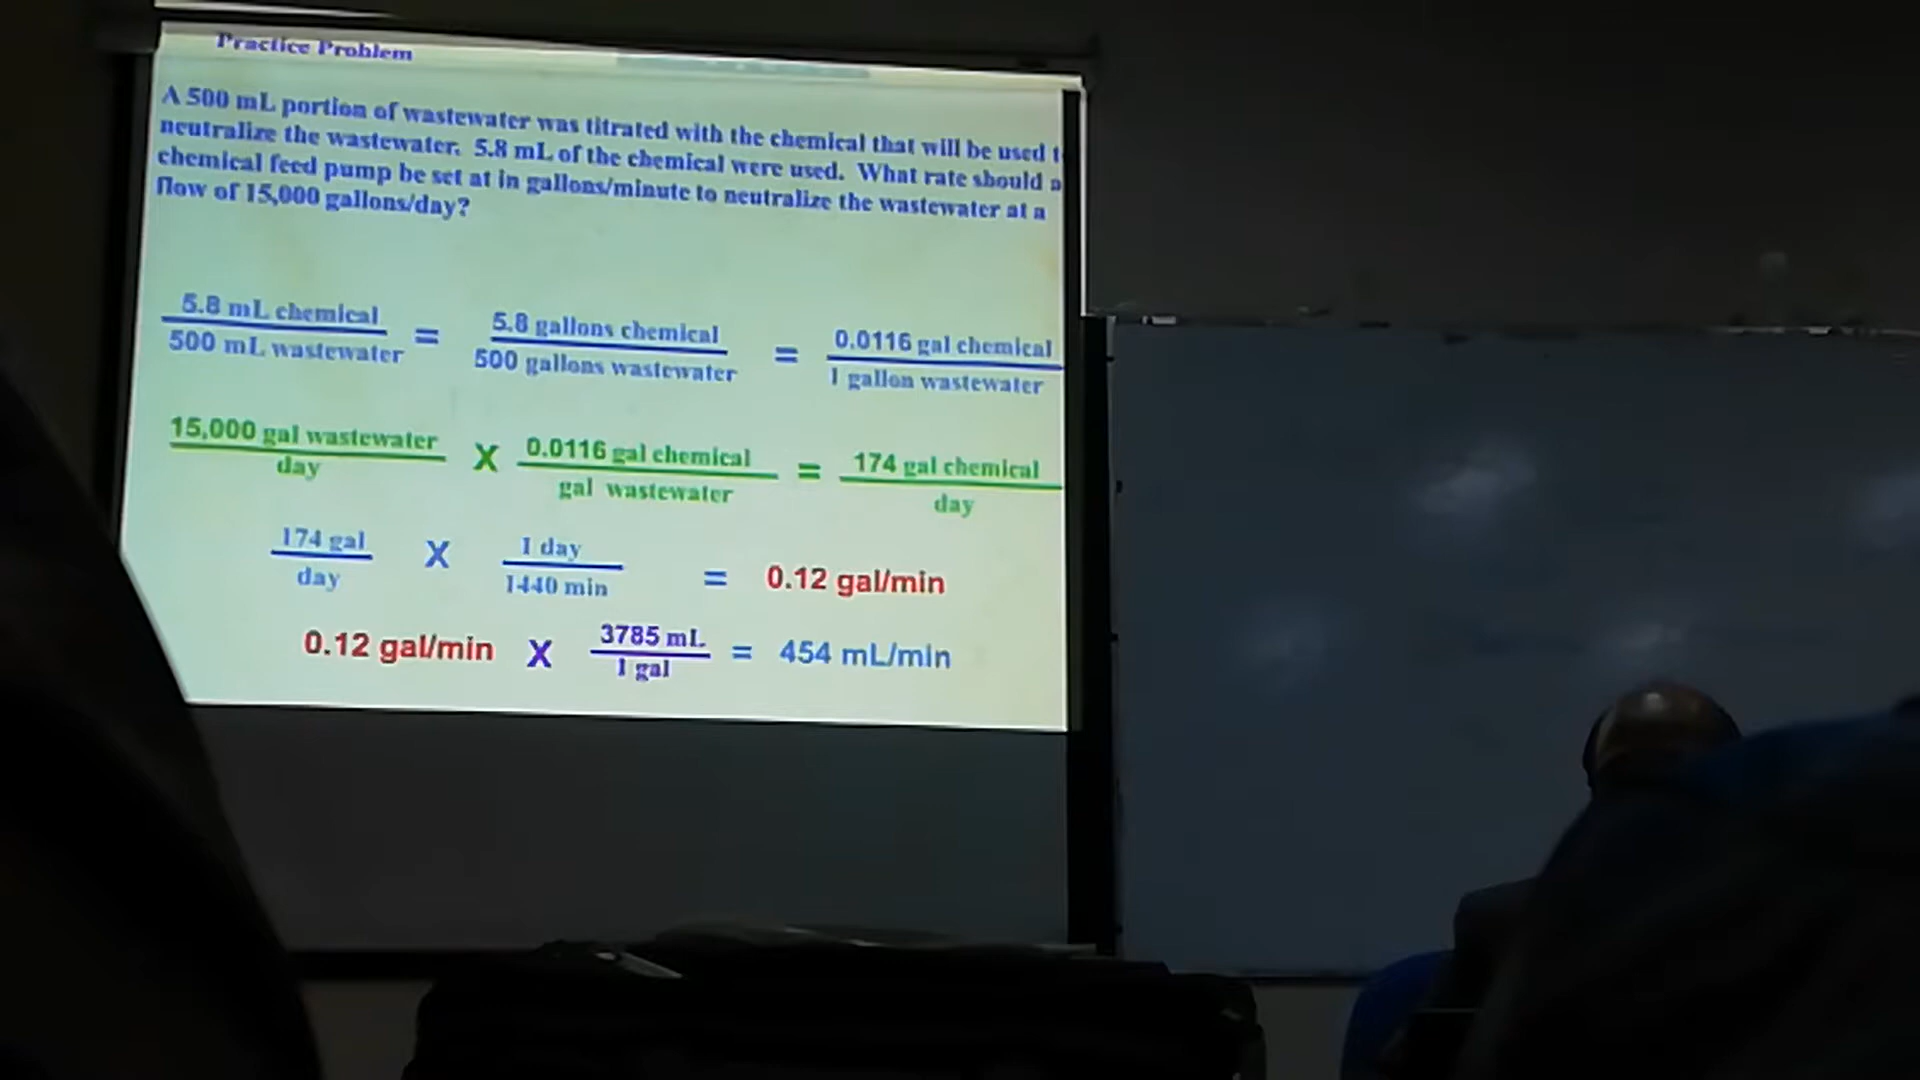 Practice Problem
A 500 mL portion of wastewater was titrated with the chemical that will be used
neutralize the wastewater. 5.8 mL of the chemical were used. What rate should
chemical feed pump be set at in gallons/minute to neutralize the wastewater at a
flow of 15,000 gallons/day?
5.8 mL chemical
500 mL wastewater
=
5.8 gallons chemical
500 gallons wastewater
=
0.0116 gal chemical
1 gallon wastewater
15,000 gal wastewater
day
X
0.0116 gal chemical
gal wastewater
=
174 gal chemical
day
174 gal
day
X
1 day
1440 min
=
0.12 gal/min
0.12 gal/min
X
3785 mL
1 gal
=
454 mL/min